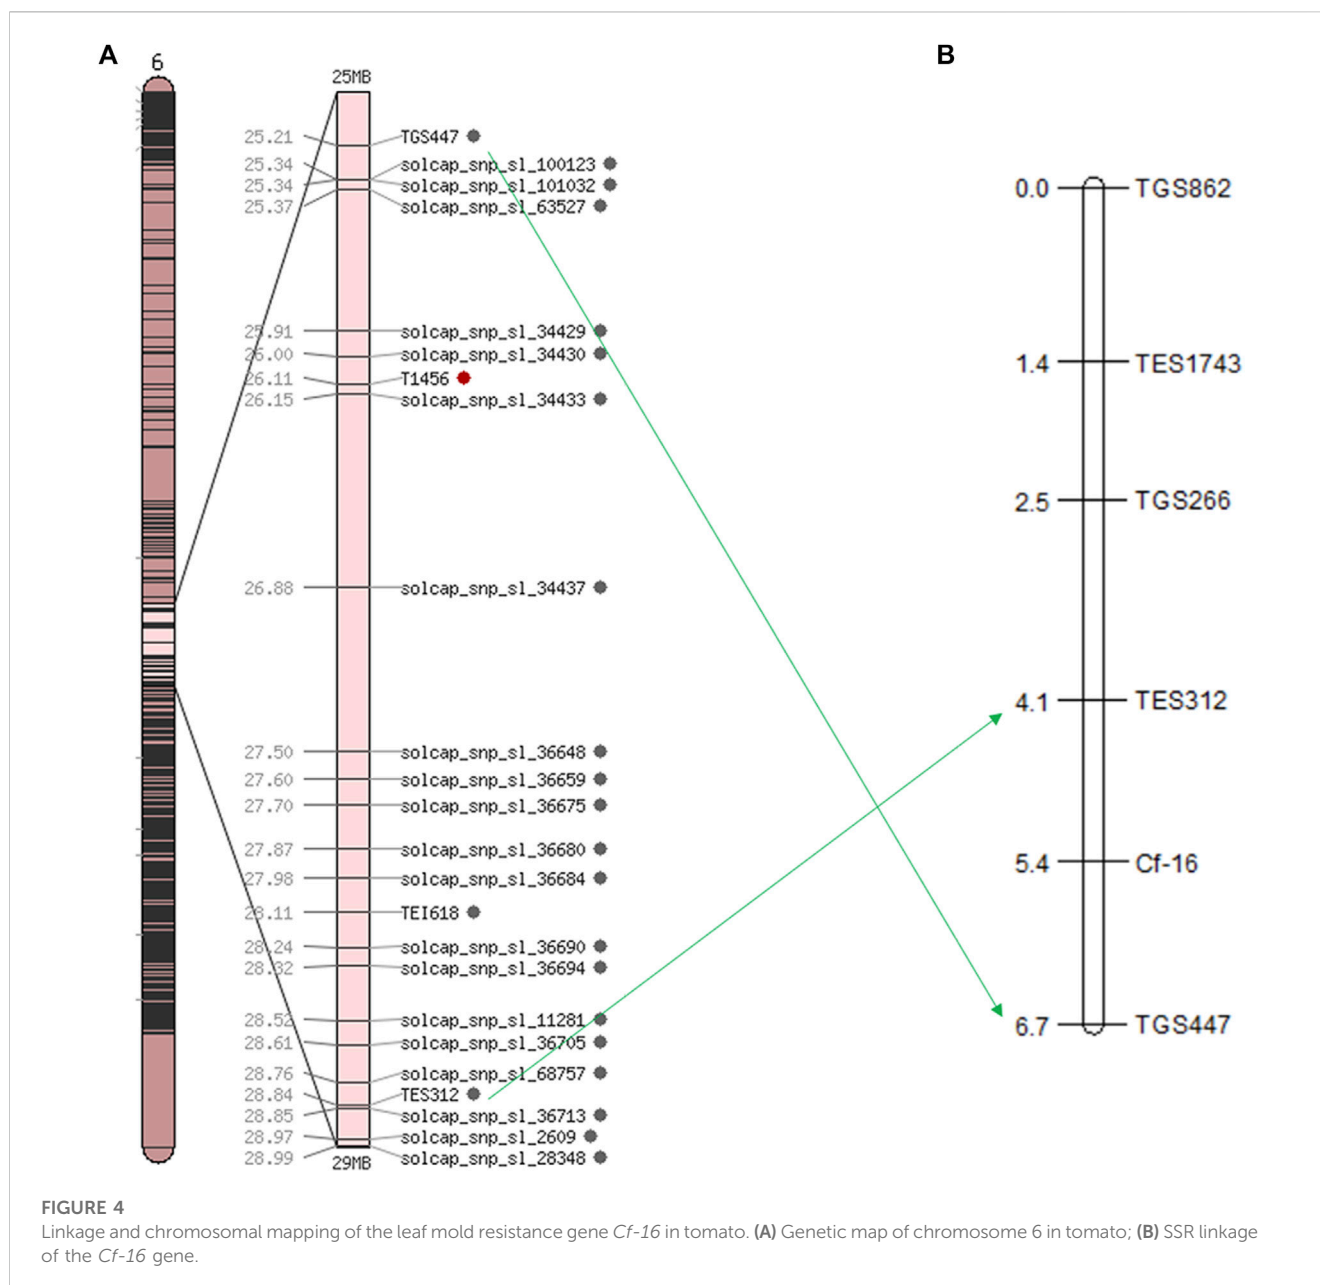 A
B
6
25MB
25.21 TGS447
25.34 solcap_snp_sl_100123
25.34 solcap_snp_sl_101032
25.37 solcap_snp_sl_63527
25.91 solcap_snp_sl_34429
26.00 solcap_snp_sl_34430
26.11 T1456
26.15 solcap_snp_sl_34433
26.88 solcap_snp_sl_34437
27.50 solcap_snp_sl_36648
27.60 solcap_snp_sl_36659
27.70 solcap_snp_sl_36675
27.87 solcap_snp_sl_36680
27.98 solcap_snp_sl_36684
28.11 TEI618
28.24 solcap_snp_sl_36690
28.32 solcap_snp_sl_36694
28.52 solcap_snp_sl_11281
28.61 solcap_snp_sl_36705
28.76 solcap_snp_sl_68757
28.84 TES312
28.85 solcap_snp_sl_36713
28.97 solcap_snp_sl_2609
28.99 solcap_snp_sl_28348
29MB
0.0 TGS862
1.4 TES1743
2.5 TGS266
4.1 TES312
5.4 Cf-16
6.7 TGS447
FIGURE 4
Linkage and chromosomal mapping of the leaf mold resistance gene Cf-16 in tomato. (A) Genetic map of chromosome 6 in tomato; (B) SSR linkage
of the Cf-16 gene.